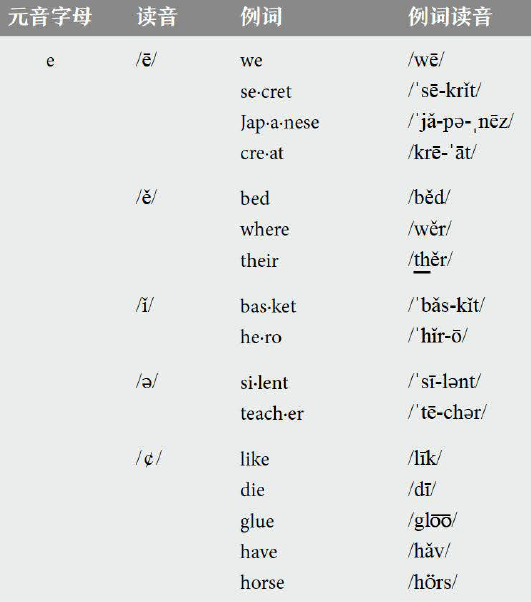 元音字母 读音 例词 例词读音
e /ē/ we /wē/
se·cret /ˈsē-krĭt/
Jap·a·nese /ˈjă-pə-ˌnēz/
cre·at /krē-ˈāt/
/ĕ/ bed /bĕd/
where /wĕr/
their /t͟hĕr/
/ĭ/ bas·ket /ˈbăs-kĭt/
he·ro /ˈhĭr-ō/
/ə/ si·lent /ˈsī-lənt/
teach·er /ˈtē-chər/
/ȼ/ like /līk/
die /dī/
glue /glo͞o/
have /hăv/
horse /hörs/